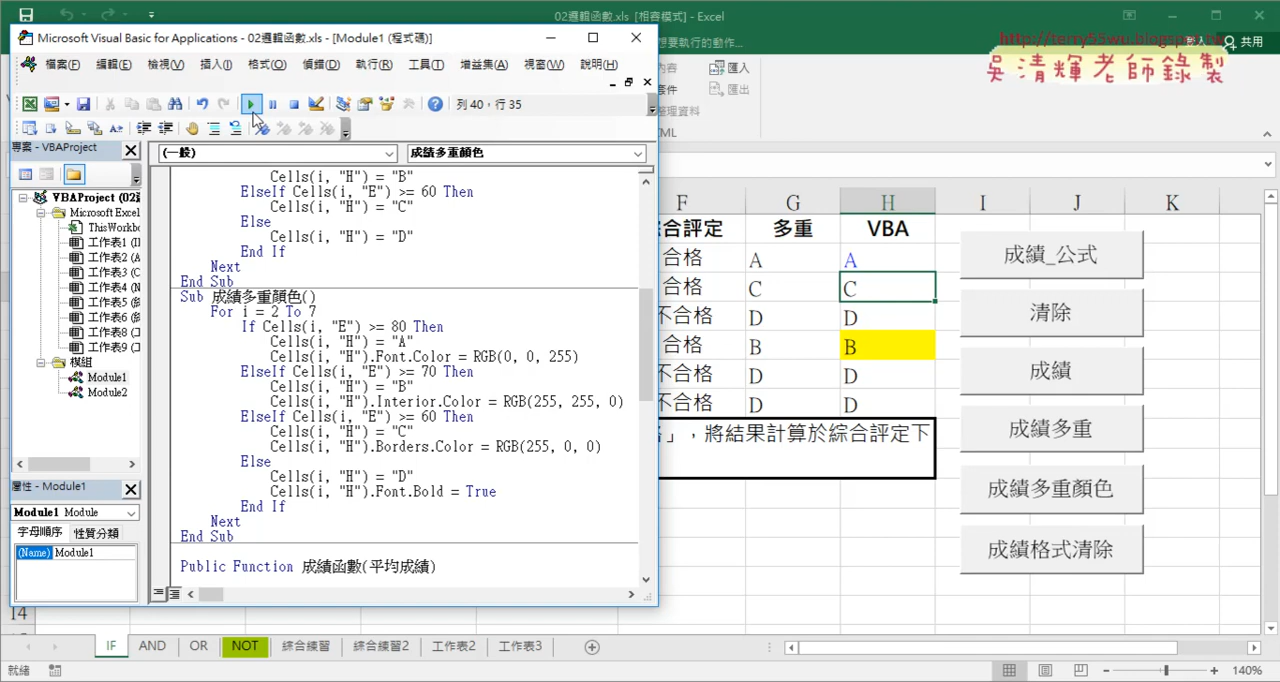 02邏輯函數.xls [相容模式] - Excel
Microsoft Visual Basic for Applications - 02邏輯函數.xls - [Module1 (程式碼)]
http://terry55wu.blogspot.tw
共用
吳清輝老師錄製
檔案(F) 編輯(E) 檢視(V) 插入(I) 格式(O) 偵錯(D) 執行(R) 工具(T) 增益集(A) 視窗(W) 說明(H)
想要執行的動作...
匯入
匯出
列 40，行 35
專案 - VBAProject
(一般)
成績多重顏色
VBAProject (02
Microsoft Excel
ThisWorkbo
工作表1 (I
工作表2 (A
工作表3 (C
工作表4 (N
工作表5 (
工作表6 (
工作表8 (
工作表9 (
模組
Module1
Module2
屬性 - Module1
Module1 Module
字母順序 性質分類
(Name) Module1
Cells(i, "H") = "B"
ElseIf Cells(i, "E") >= 60 Then
Cells(i, "H") = "C"
Else
Cells(i, "H") = "D"
End If
Next
End Sub
Sub 成績多重顏色()
For i = 2 To 7
If Cells(i, "E") >= 80 Then
Cells(i, "H") = "A"
Cells(i, "H").Font.Color = RGB(0, 0, 255)
ElseIf Cells(i, "E") >= 70 Then
Cells(i, "H") = "B"
Cells(i, "H").Interior.Color = RGB(255, 255, 0)
ElseIf Cells(i, "E") >= 60 Then
Cells(i, "H") = "C"
Cells(i, "H").Borders.Color = RGB(255, 0, 0)
Else
Cells(i, "H") = "D"
Cells(i, "H").Font.Bold = True
End If
Next
End Sub
Public Function 成績函數(平均成績)
F G H I J K
綜合評定 多重 VBA
合格 A A
合格 C C
不合格 D D
合格 B B
不合格 D D
不合格 D D
」，將結果計算於綜合評定下
成績_公式
清除
成績
成績多重
成績多重顏色
成績格式清除
14
IF AND OR NOT 綜合練習 綜合練習2 工作表2 工作表3
就緒
140%